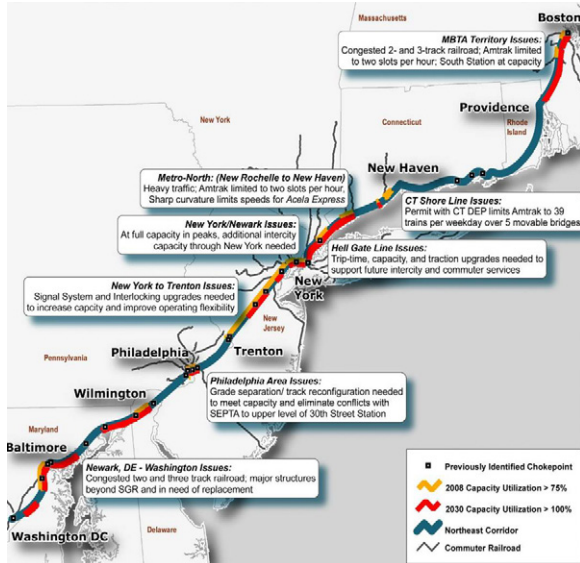 Massachusetts
Boston
MBTA Territory Issues:
Congested 2- and 3-track railroad; Amtrak limited
to two slots per hour; South Station at capacity
Providence
Rhode
Island
New York
Connecticut
Metro-North: (New Rochelle to New Haven)
Heavy traffic; Amtrak limited to two slots per hour,
Sharp curvature limits speeds for Acela Express
New Haven
CT Shore Line Issues:
Permit with CT DEP limits Amtrak to 39
trains per weekday over 5 movable bridges
New York/Newark Issues:
At full capacity in peaks, additional intercity
capacity through New York needed
Hell Gate Line Issues:
Trip-time, capacity, and traction upgrades needed to
support future intercity and commuter services
New
York
New York to Trenton Issues:
Signal System and Interlocking upgrades needed
to increase capcity and improve operating flexibility
New
Jersey
Trenton
Pennsylvania
Philadelphia
Philadelphia Area Issues:
Grade separation/ track reconfiguration needed
to meet capacity and eliminate conflicts with
SEPTA to upper level of 30th Street Station
Wilmington
Maryland
Baltimore
Newark, DE - Washington Issues:
Congested two and three track railroad; major structures
beyond SGR and in need of replacement
Washington DC
Delaware
Previously Identified Chokepoint
2008 Capacity Utilization > 75%
2030 Capacity Utilization > 100%
Northeast Corridor
Commuter Railroad